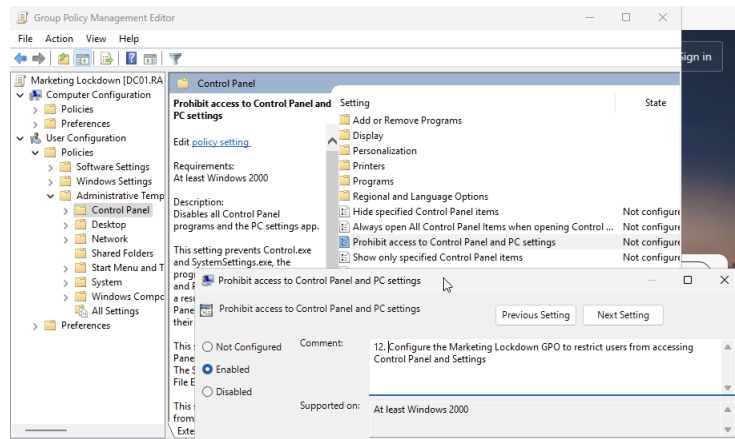 Group Policy Management Editor
File Action View Help
Sign in
Marketing Lockdown [DC01.RA
Computer Configuration
Policies
Preferences
User Configuration
Policies
Software Settings
Windows Settings
Administrative Temp
Control Panel
Desktop
Network
Shared Folders
Start Menu and T
System
Windows Compc
All Settings
Preferences
Control Panel
Prohibit access to Control Panel and
PC settings
Edit policy setting
Requirements:
At least Windows 2000
Description:
Disables all Control Panel
programs and the PC settings app.
This setting prevents Control.exe
and SystemSettings.exe, the
Setting State
Add or Remove Programs
Display
Personalization
Printers
Programs
Regional and Language Options
Hide specified Control Panel items Not configure
Always open All Control Panel Items when opening Control ... Not configure
Prohibit access to Control Panel and PC settings Not configure
Show only specified Control Panel items Not configure
Prohibit access to Control Panel and PC settings
Prohibit access to Control Panel and PC settings
Previous Setting Next Setting
Not Configured
Enabled
Disabled
Comment:
12. Configure the Marketing Lockdown GPO to restrict users from accessing
Control Panel and Settings
Supported on:
At least Windows 2000